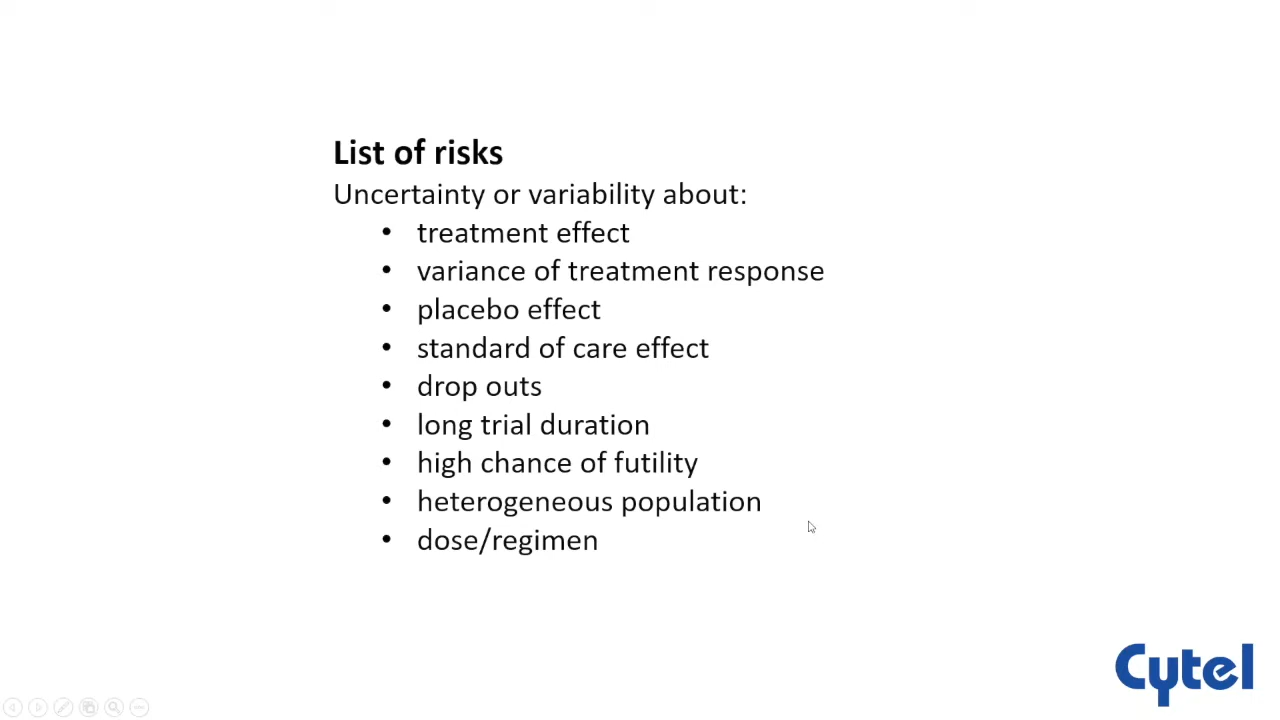 List of risks
Uncertainty or variability about:
• treatment effect
• variance of treatment response
• placebo effect
• standard of care effect
• drop outs
• long trial duration
• high chance of futility
• heterogeneous population
• dose/regimen
Cytel